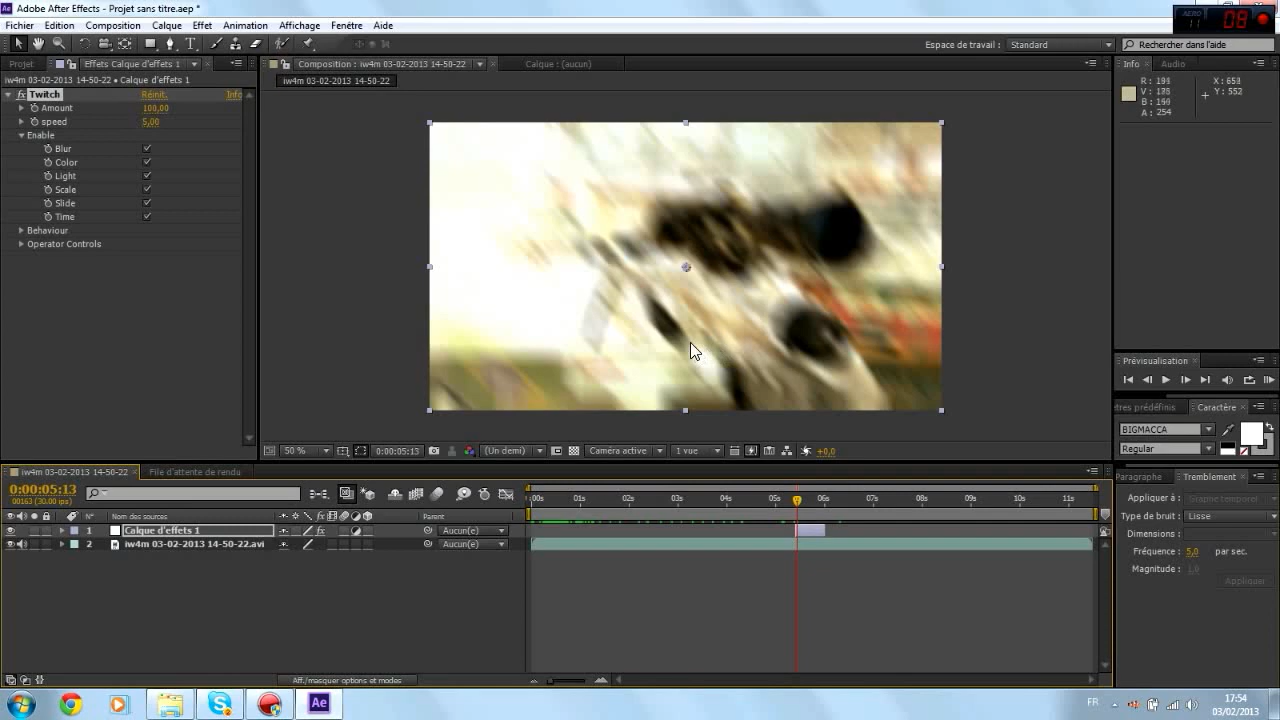 Adobe After Effects - Projet sans titre.aep *
Fichier Edition Composition Calque Effet Animation Affichage Fenêtre Aide
AERO 11 08
Espace de travail : Standard Rechercher dans l'aide
Projet Effets Calque d'effets 1 Composition : iw4m 03-02-2013 14-50-22 Calque : (aucun) Info Audio
iw4m 03-02-2013 14-50-22 • Calque d'effets 1
iw4m 03-02-2013 14-50-22
fx Twitch Réinit. Info
Amount 100,00
speed 5,00
Enable
Blur
Color
Light
Scale
Slide
Time
Behaviour
Operator Controls
X : 653
Y : 552
A : 254
Prévisualisation
tres prédéfinis Caractère
BIGMACCA
Regular
50 % 0:00:05:13 (Un demi) Caméra active 1 vue +0,0
iw4m 03-02-2013 14-50-22 File d'attente de rendu
0:00:05:13
00163 (30.00 ips)
:00s 01s 02s 03s 04s 05s 06s 07s 08s 09s 10s 11s
N° Nom des sources Parent
1 Calque d'effets 1 fx Aucun(e)
2 iw4m 03-02-2013 14-50-22.avi Aucun(e)
Paragraphe Tremblement
Appliquer à : Graphe temporel
Type de bruit : Lisse
Dimensions :
Fréquence : 5,0 par sec.
Magnitude : 1,0
Appliquer
Aff./masquer options et modes
Ae
FR
17:54
03/02/2013